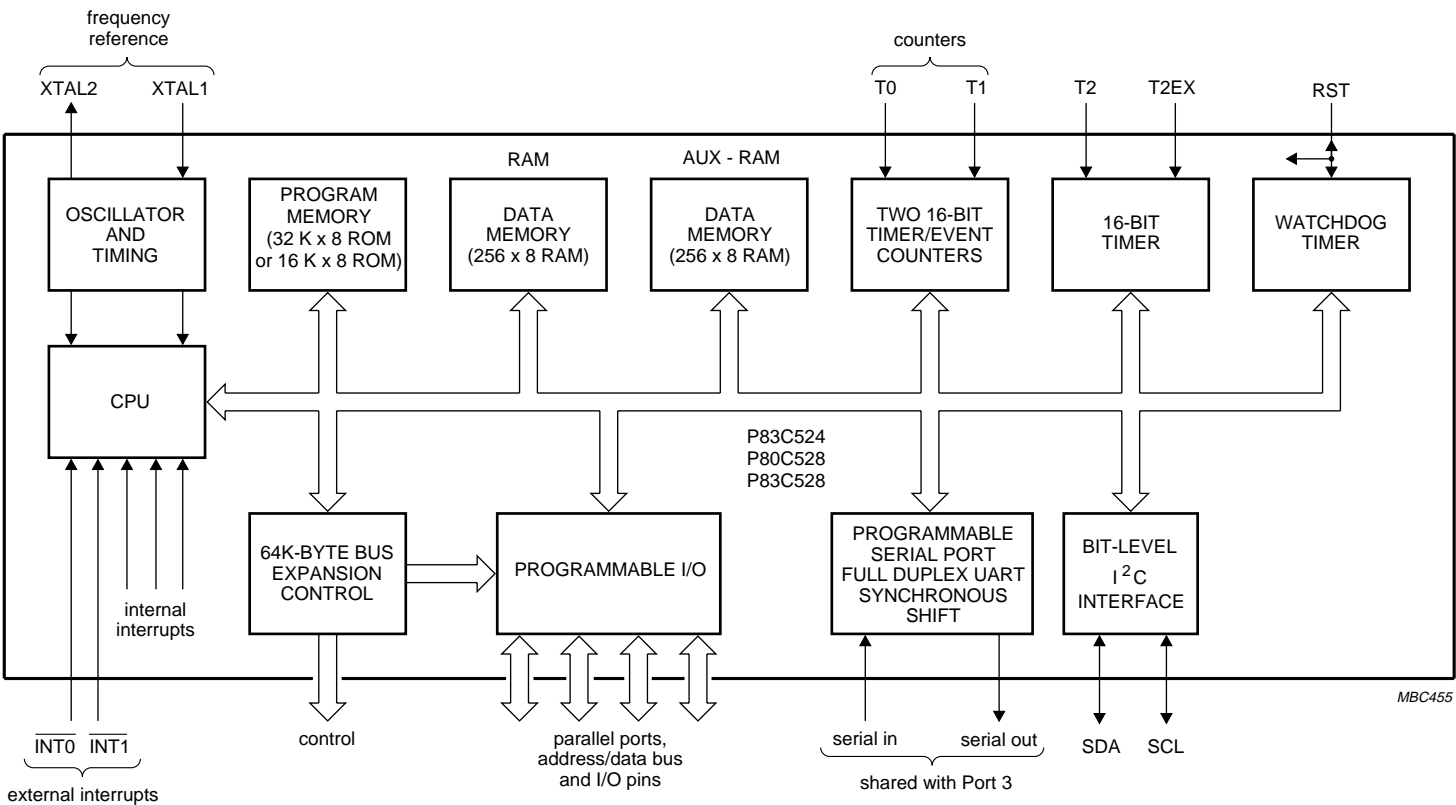 frequency
reference
counters
XTAL2
XTAL1
T0
T1
T2
T2EX
RST
RAM
AUX - RAM
OSCILLATOR
AND
TIMING
PROGRAM
MEMORY
(32 K x 8 ROM
or 16 K x 8 ROM)
DATA
MEMORY
(256 x 8 RAM)
DATA
MEMORY
(256 x 8 RAM)
TWO 16-BIT
TIMER/EVENT
COUNTERS
16-BIT
TIMER
WATCHDOG
TIMER
CPU
P83C524
P80C528
P83C528
64K-BYTE BUS
EXPANSION
CONTROL
PROGRAMMABLE I/O
PROGRAMMABLE
SERIAL PORT
FULL DUPLEX UART
SYNCHRONOUS
SHIFT
BIT-LEVEL
I²C
INTERFACE
internal
interrupts
MBC455
INT0
INT1
external interrupts
control
parallel ports,
address/data bus
and I/O pins
serial in
serial out
shared with Port 3
SDA
SCL